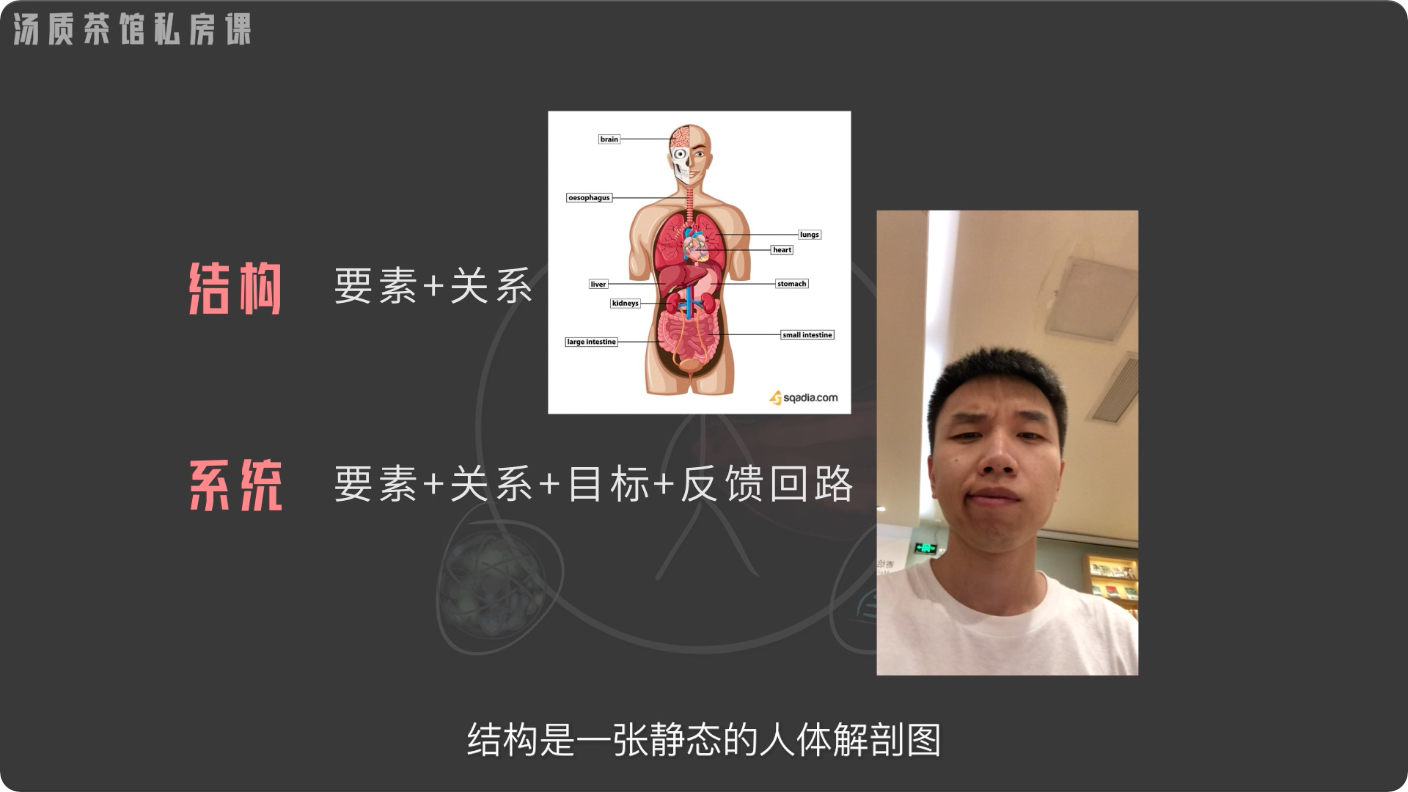 汤质茶馆私房课
brain
oesophagus
lungs
heart
liver
stomach
kidneys
small intestine
large intestine
sqadia.com
结构 要素+关系
系统 要素+关系+目标+反馈回路
结构是一张静态的人体解剖图